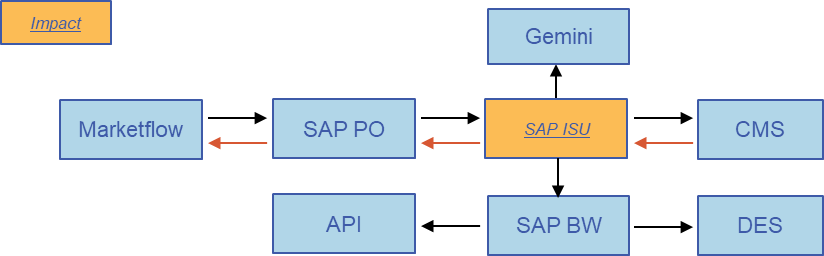 Impact
Gemini
Marketflow
SAP PO
SAP ISU
CMS
API
SAP BW
DES